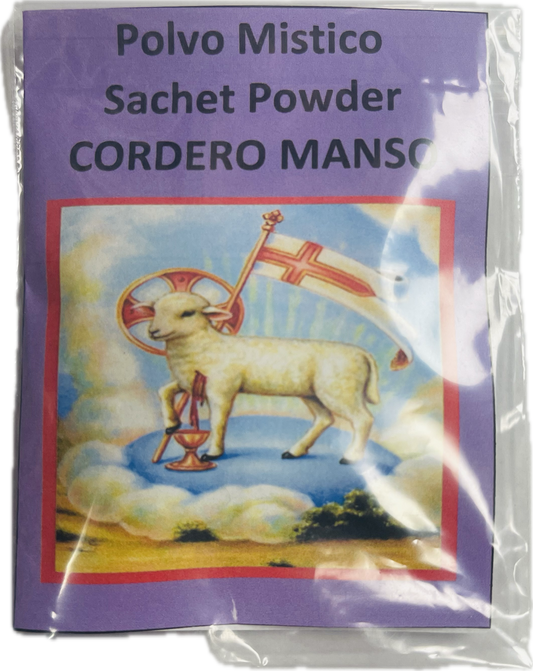 Polvo Mistico
Sachet Powder
CORDERO MANSO